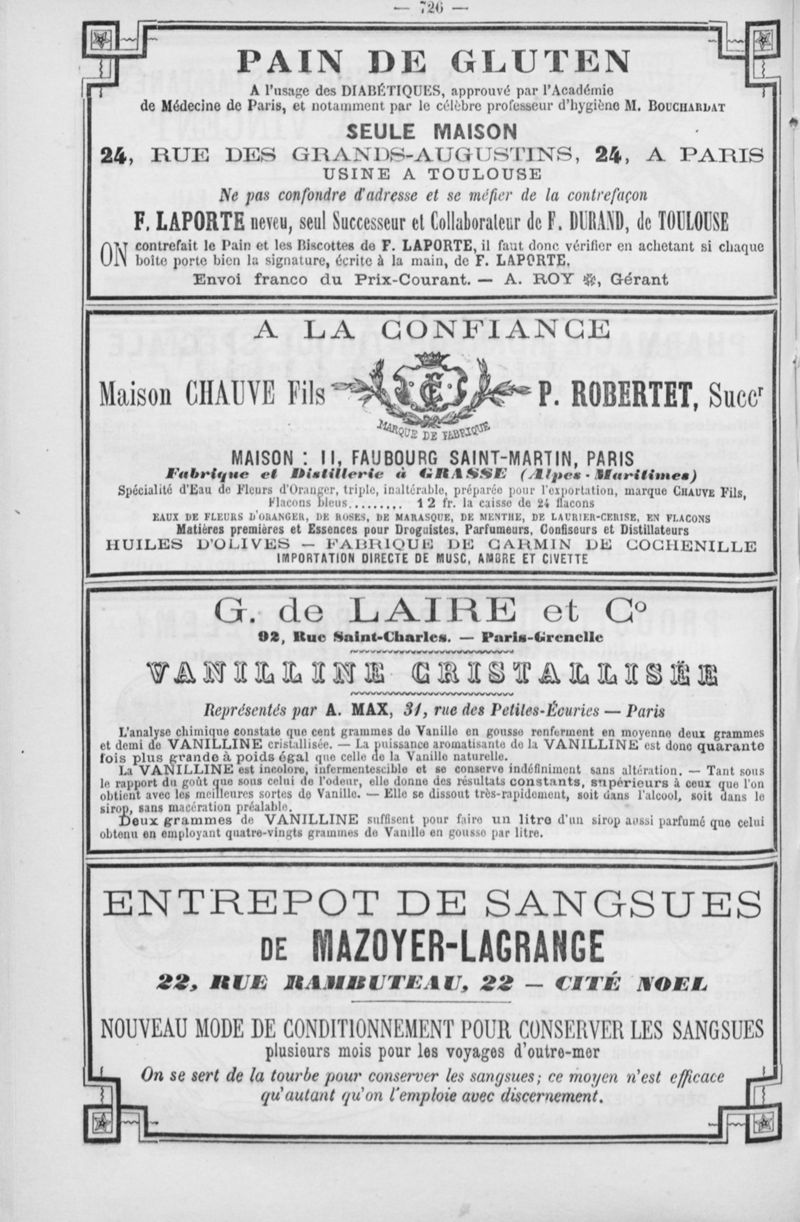 — 726 —
PAIN DE GLUTEN
A l'usage des DIABÉTIQUES, approuvé par l'Académie
de Médecine de Paris, et notamment par le célèbre professeur d'hygiène M. BOUCHARDAT
SEULE MAISON
24, RUE DES GRANDS-AUGUSTINS, 24, A PARIS
USINE A TOULOUSE
Ne pas confondre d'adresse et se méfier de la contrefaçon
F. LAPORTE neveu, seul Successeur et Collaborateur de F. DURAND, de TOULOUSE
ON contrefait le Pain et les Biscottes de F. LAPORTE, il faut donc vérifier en achetant si chaque
boîte porte bien la signature, écrite à la main, de F. LAPORTE.
Envoi franco du Prix-Courant. — A. ROY ❉, Gérant
A LA CONFIANCE
Maison CHAUVE Fils P. ROBERTET, Succr
MARQUE DE FABRIQUE
MAISON : 11, FAUBOURG SAINT-MARTIN, PARIS
Fabrique et Distillerie à GRASSE (Alpes-Maritimes)
Spécialité d'Eau de Fleurs d'Oranger, triple, inaltérable, préparée pour l'exportation, marque CHAUVE Fils,
Flacons bleus......... 12 fr. la caisse de 24 flacons
EAUX DE FLEURS D'ORANGER, DE ROSES, DE MARASQUE, DE MENTHE, DE LAURIER-CERISE, EN FLACONS
Matières premières et Essences pour Droguistes, Parfumeurs, Confiseurs et Distillateurs
HUILES D'OLIVES — FABRIQUE DE CARMIN DE COCHENILLE
IMPORTATION DIRECTE DE MUSC, AMBRE ET CIVETTE
G. de LAIRE et Co
92, Rue Saint-Charles. — Paris-Grenelle
VANILLINE CRISTALLISÉE
Représentés par A. MAX, 31, rue des Petites-Écuries — Paris
L'analyse chimique constate que cent grammes de Vanille en gousse renferment en moyenne deux grammes
et demi de VANILLINE cristallisée. — La puissance aromatisante de la VANILLINE est donc quarante
fois plus grande à poids égal que celle de la Vanille naturelle.
La VANILLINE est incolore, infermentescible et se conserve indéfiniment sans altération. — Tant sous
le rapport du goût que sous celui de l'odeur, elle donne des résultats constants, supérieurs à ceux que l'on
obtient avec les meilleures sortes de Vanille. — Elle se dissout très-rapidement, soit dans l'alcool, soit dans le
sirop, sans macération préalable.
Deux grammes de VANILLINE suffisent pour faire un litre d'un sirop aussi parfumé que celui
obtenu en employant quatre-vingts grammes de Vanille en gousse par litre.
ENTREPOT DE SANGSUES
DE MAZOYER-LAGRANGE
22, RUE RAMBUTEAU, 22 — CITÉ NOEL
NOUVEAU MODE DE CONDITIONNEMENT POUR CONSERVER LES SANGSUES
plusieurs mois pour les voyages d'outre-mer
On se sert de la tourbe pour conserver les sangsues; ce moyen n'est efficace
qu'autant qu'on l'emploie avec discernement.